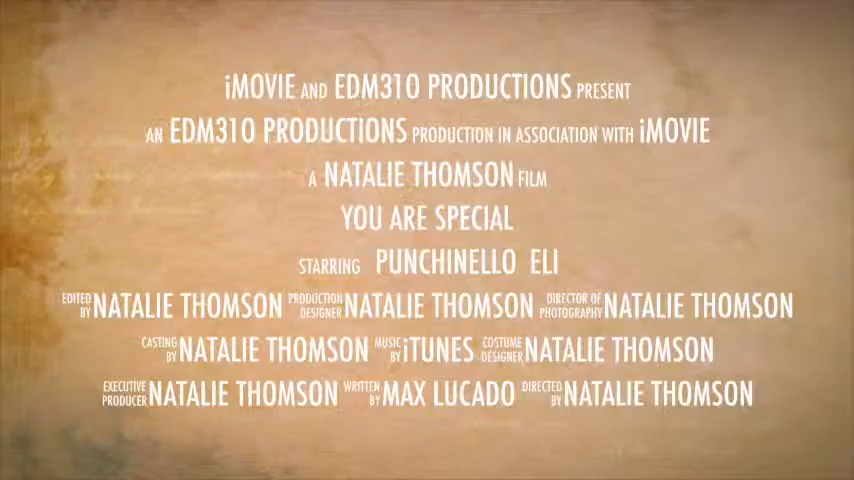 iMOVIE AND EDM310 PRODUCTIONS PRESENT
AN EDM310 PRODUCTIONS PRODUCTION IN ASSOCIATION WITH iMOVIE
A NATALIE THOMSON FILM
YOU ARE SPECIAL
STARRING PUNCHINELLO ELI
EDITED BY NATALIE THOMSON PRODUCTION DESIGNER NATALIE THOMSON DIRECTOR OF PHOTOGRAPHY NATALIE THOMSON
CASTING BY NATALIE THOMSON MUSIC BY iTUNES COSTUME DESIGNER NATALIE THOMSON
EXECUTIVE PRODUCER NATALIE THOMSON WRITTEN BY MAX LUCADO DIRECTED BY NATALIE THOMSON